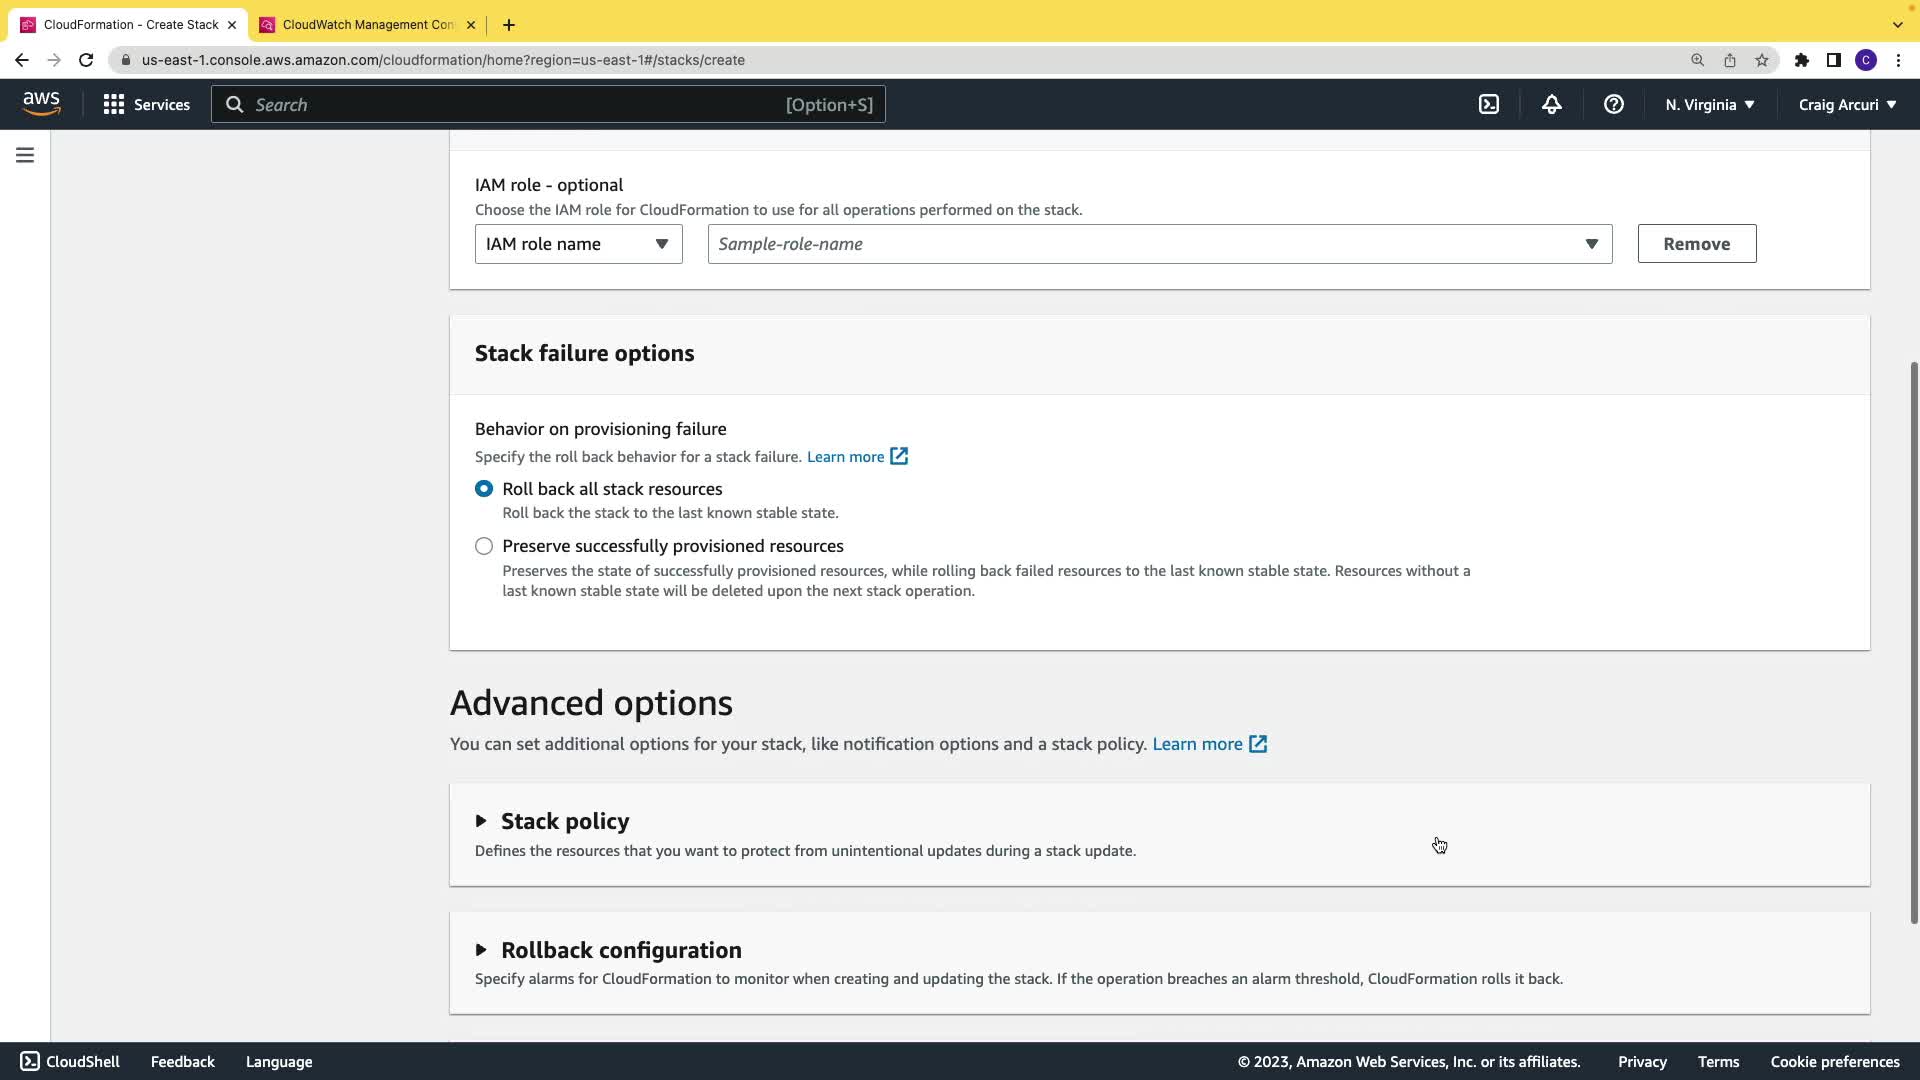 CloudFormation - Create Stack
CloudWatch Management Con
us-east-1.console.aws.amazon.com/cloudformation/home?region=us-east-1#/stacks/create
C
aws
Services
Search
[Option+S]
N. Virginia
Craig Arcuri
IAM role - optional
Choose the IAM role for CloudFormation to use for all operations performed on the stack.
IAM role name
Sample-role-name
Remove
Stack failure options
Behavior on provisioning failure
Specify the roll back behavior for a stack failure. Learn more
Roll back all stack resources
Roll back the stack to the last known stable state.
Preserve successfully provisioned resources
Preserves the state of successfully provisioned resources, while rolling back failed resources to the last known stable state. Resources without a
last known stable state will be deleted upon the next stack operation.
Advanced options
You can set additional options for your stack, like notification options and a stack policy. Learn more
Stack policy
Defines the resources that you want to protect from unintentional updates during a stack update.
Rollback configuration
Specify alarms for CloudFormation to monitor when creating and updating the stack. If the operation breaches an alarm threshold, CloudFormation rolls it back.
CloudShell
Feedback
Language
© 2023, Amazon Web Services, Inc. or its affiliates.
Privacy
Terms
Cookie preferences